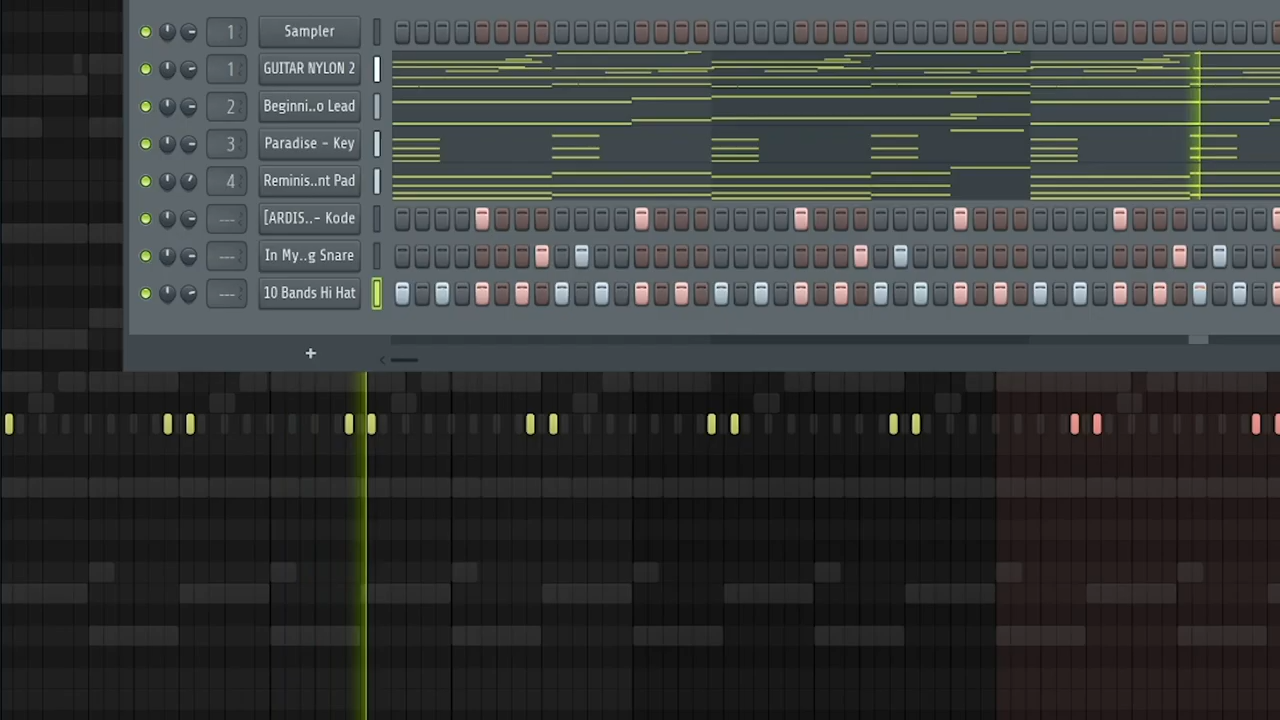 1 Sampler
1 GUITAR NYLON 2
2 Beginni..o Lead
3 Paradise - Key
4 Reminis..nt Pad
--- [ARDIS..- Kode
--- In My..g Snare
--- 10 Bands Hi Hat
+